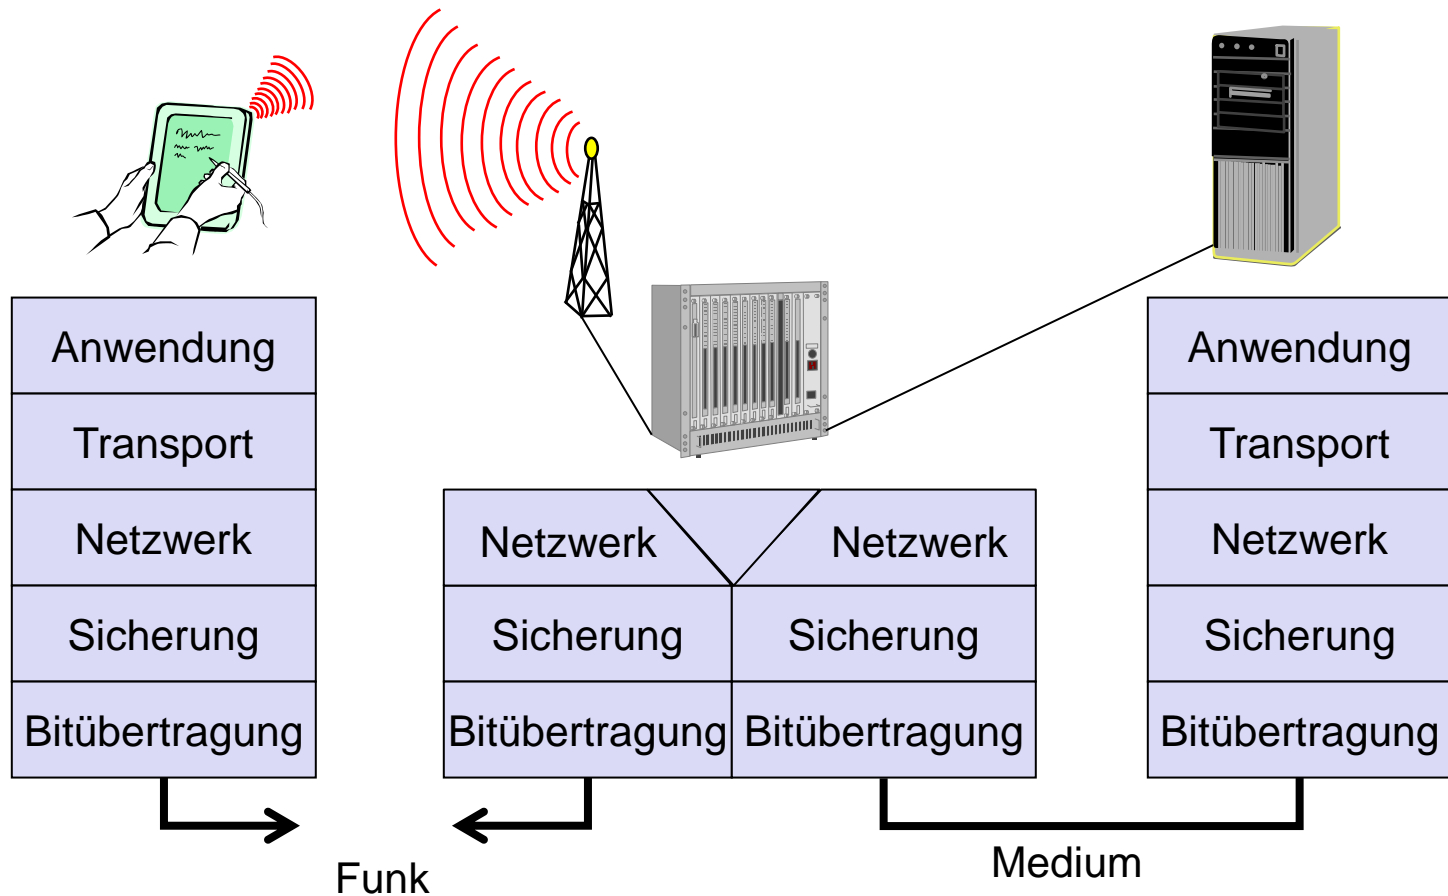 Anwendung
Transport
Netzwerk
Sicherung
Bitübertragung
Netzwerk
Netzwerk
Sicherung
Sicherung
Bitübertragung
Bitübertragung
Anwendung
Transport
Netzwerk
Sicherung
Bitübertragung
Funk
Medium